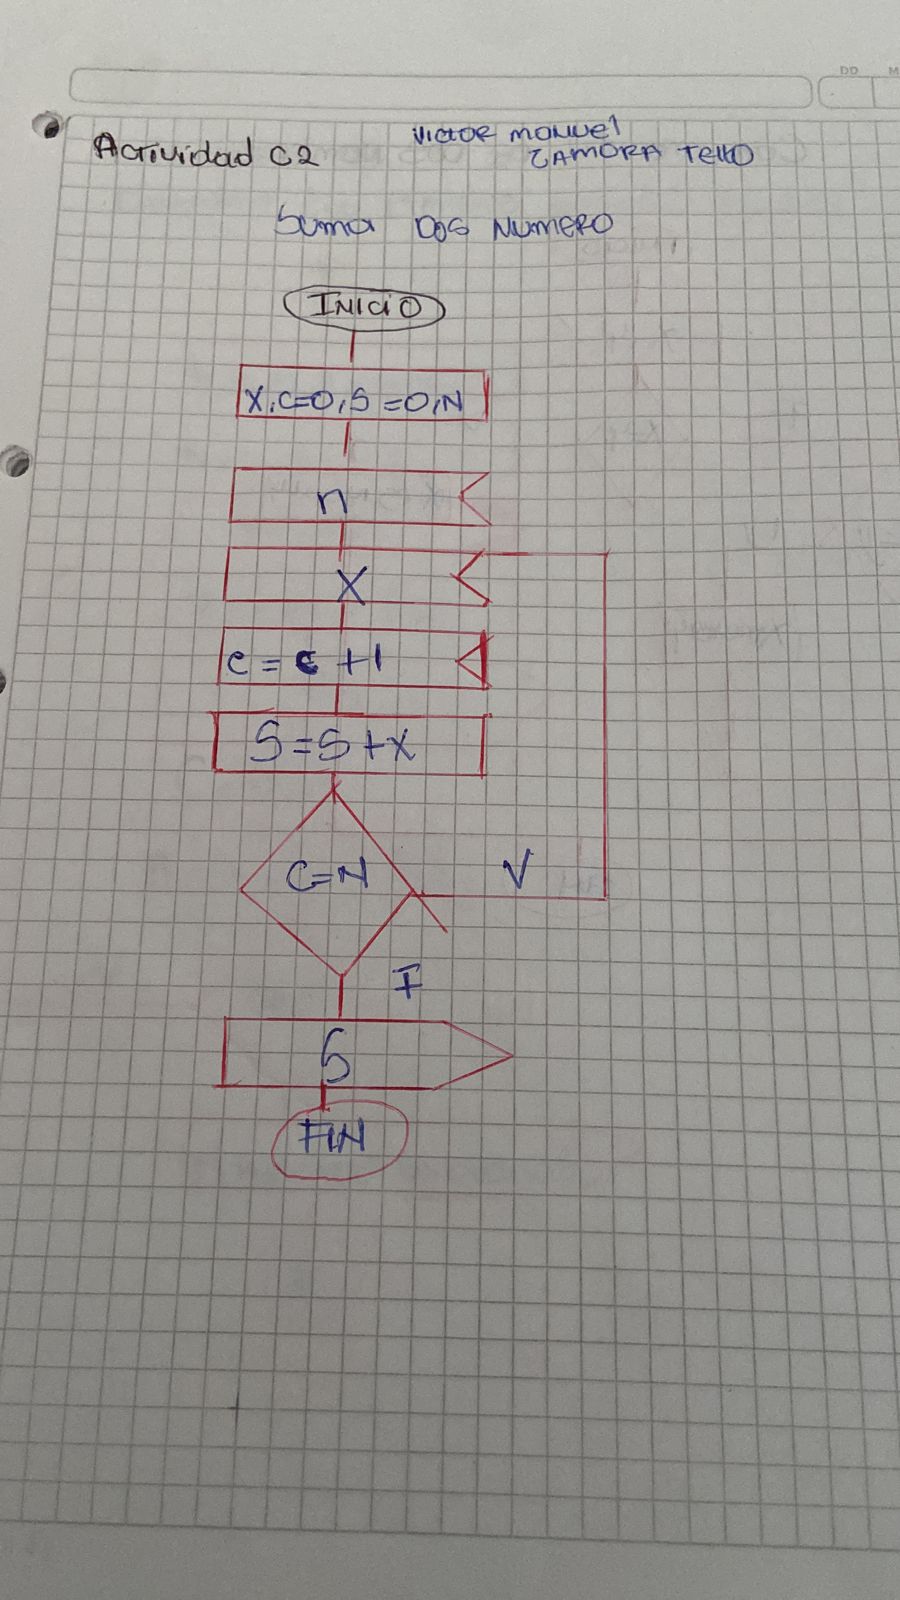 DD M
Actividad C2
Victor manuel
ZAMORA Tello
Suma DOS NUMERO
INICIO
X,C=0,S=0,N
n
X
c=c+1
S=S+X
C=N
V
F
S
FIN